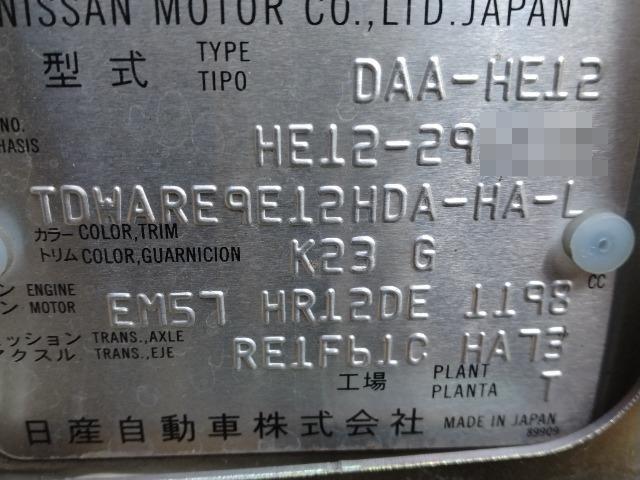 NISSAN MOTOR CO.,LTD.JAPAN
型式 TYPE TIPO DAA-HE12
NO. HASIS HE12-29
TDWARE9E12HDA-HA-L
カラー COLOR,TRIM
トリム COLOR,GUARNICION K23 G
ン ENGINE CC
ン MOTOR EM57 HR12DE 1198
ミッション TRANS.,AXLE
アクスル TRANS.,EJE RE1F61C HA73
工場 PLANT PLANTA T
日産自動車株式会社 MADE IN JAPAN
89909